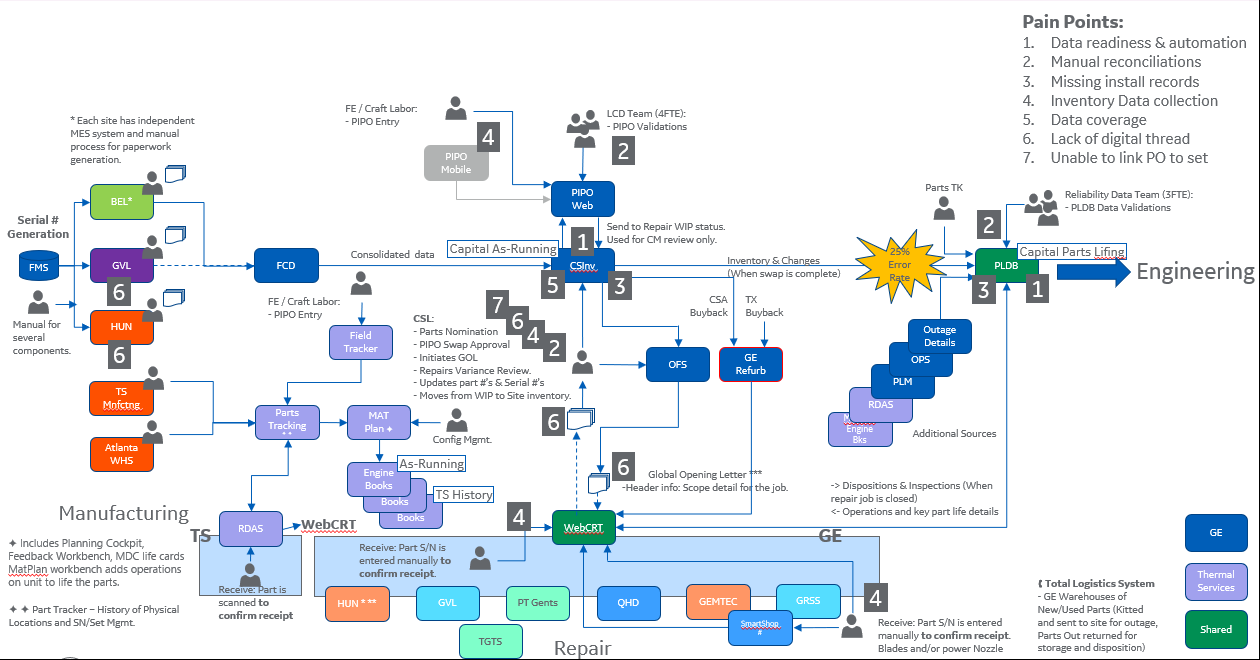 Pain Points:
1. Data readiness & automation
2. Manual reconciliations
3. Missing install records
4. Inventory Data collection
5. Data coverage
6. Lack of digital thread
7. Unable to link PO to set
* Each site has independent
MES system and manual
process for paperwork
generation.
FE / Craft Labor:
- PIPO Entry
4
PIPO
Mobile
LCD Team (4FTE):
- PIPO Validations
2
PIPO
Web
Send to Repair WIP status.
Used for CM review only.
Parts TK
Reliability Data Team (3FTE):
- PLDB Data Validations
2
Serial #
Generation
FMS
Manual for
several
components.
BEL*
GVL
6
HUN
6
FCD
Consolidated data
Capital As-Running
1
CSInv
5
3
Inventory & Changes
(When swap is complete)
25%
Error
Rate
Capital Parts Lifing
PLDB
3
1
Engineering
FE / Craft Labor:
- PIPO Entry
Field
Tracker
CSL:
- Parts Nomination
- PIPO Swap Approval
- Initiates GOL
- Repairs Variance Review.
- Updates part #'s & Serial #'s
- Moves from WIP to Site inventory.
7
6
4
2
CSA
Buyback
TX
Buyback
OFS
GE
Refurb
Outage
Details
OPS
PLM
RDAS
Engine
Bks
Additional Sources
TS
Mnfctng
Atlanta
WHS
Parts
Tracking
* *
MAT
Plan +
Config Mgmt.
As-Running
Engine
Books
Books
Books
TS History
6
6
Global Opening Letter ***
-Header info: Scope detail for the job.
-> Dispositions & Inspections (When
repair job is closed)
<- Operations and key part life details
Manufacturing
TS
RDAS
WebCRT
4
WebCRT
GE
✦ Includes Planning Cockpit,
Feedback Workbench, MDC life cards
MatPlan workbench adds operations
on unit to life the parts.
✦ ✦ Part Tracker – History of Physical
Locations and SN/Set Mgmt.
Receive: Part is
scanned to
confirm receipt
Receive: Part S/N is
entered manually to
confirm receipt.
HUN * **
GVL
PT Gents
QHD
GEMTEC
GRSS
SmartShop
#
TGTS
Repair
4
Receive: Part S/N is entered
manually to confirm receipt.
Blades and/or power Nozzle
ƭ Total Logistics System
- GE Warehouses of
New/Used Parts (Kitted
and sent to site for outage,
Parts Out returned for
storage and disposition)
GE
Thermal
Services
Shared